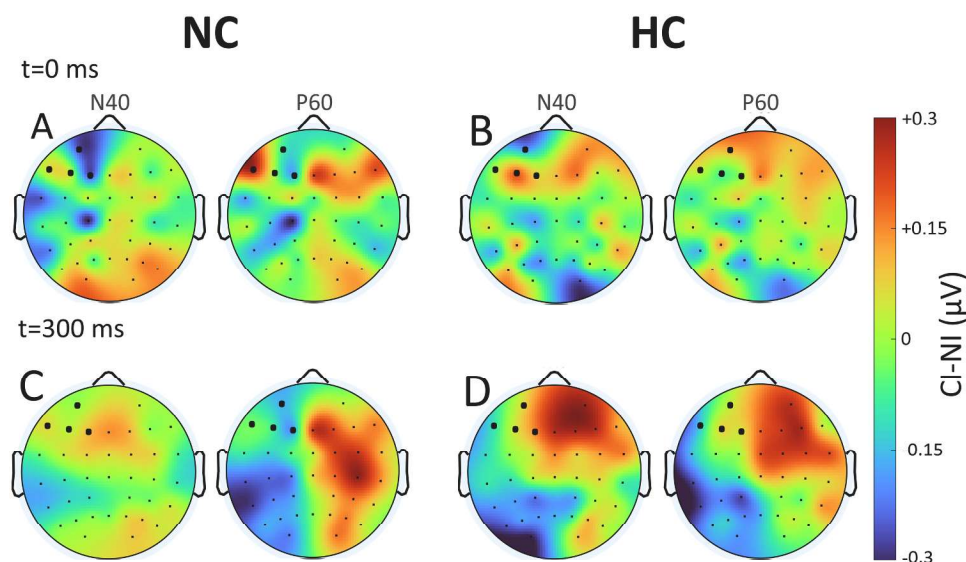 NC HC
t=0 ms
N40 P60 N40 P60
A B
+0.3
+0.15
0
0.15
-0.3
Cl-NI (μV)
t=300 ms
C D